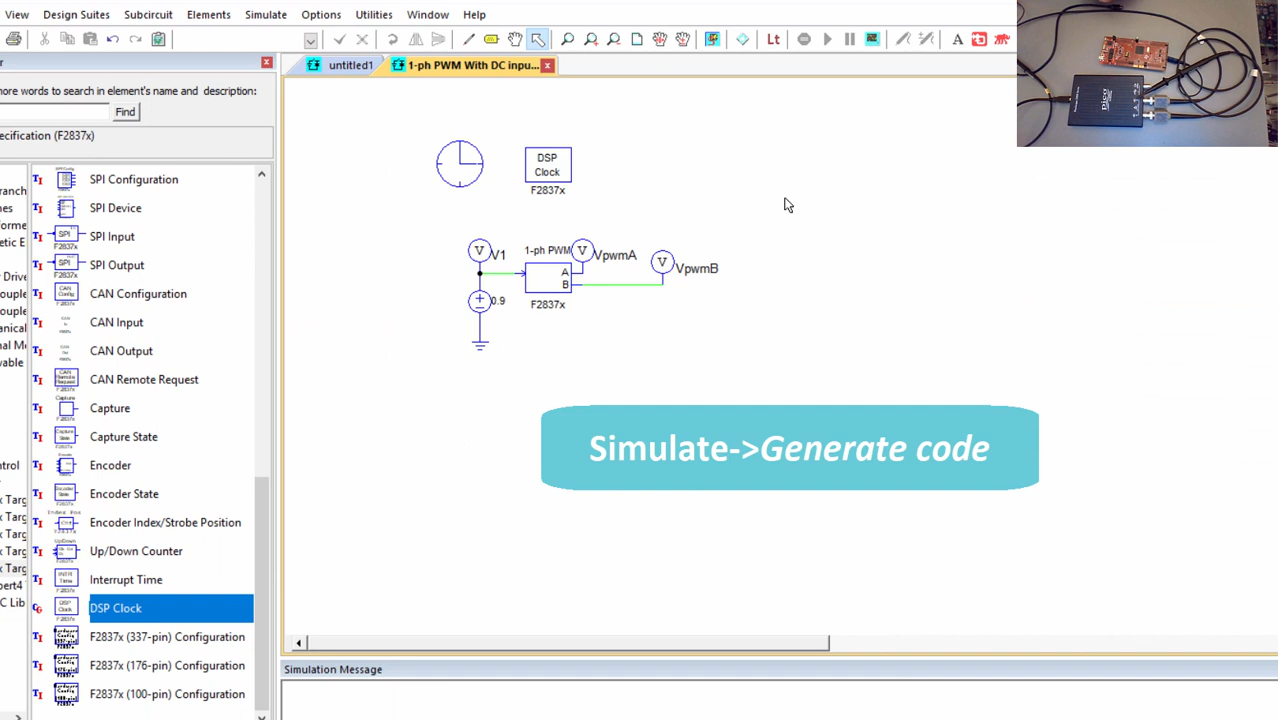 View Design Suites Subcircuit Elements Simulate Options Utilities Window Help
Lt A
untitled1 1-ph PWM With DC inpu...
r
nore words to search in element's name and description:
Find
ecification (F2837x)
SPI Configuration
SPI Device
SPI Input
SPI Output
CAN Configuration
CAN Input
CAN Output
CAN Remote Request
Capture
Capture State
Encoder
Encoder State
Encoder Index/Strobe Position
Up/Down Counter
Interrupt Time
DSP Clock
F2837x (337-pin) Configuration
F2837x (176-pin) Configuration
F2837x (100-pin) Configuration
DSP
Clock
F2837x
V V1
1-ph PWM
V VpwmA
V VpwmB
A
B
0.9
F2837x
Simulate->Generate code
Simulation Message
pico